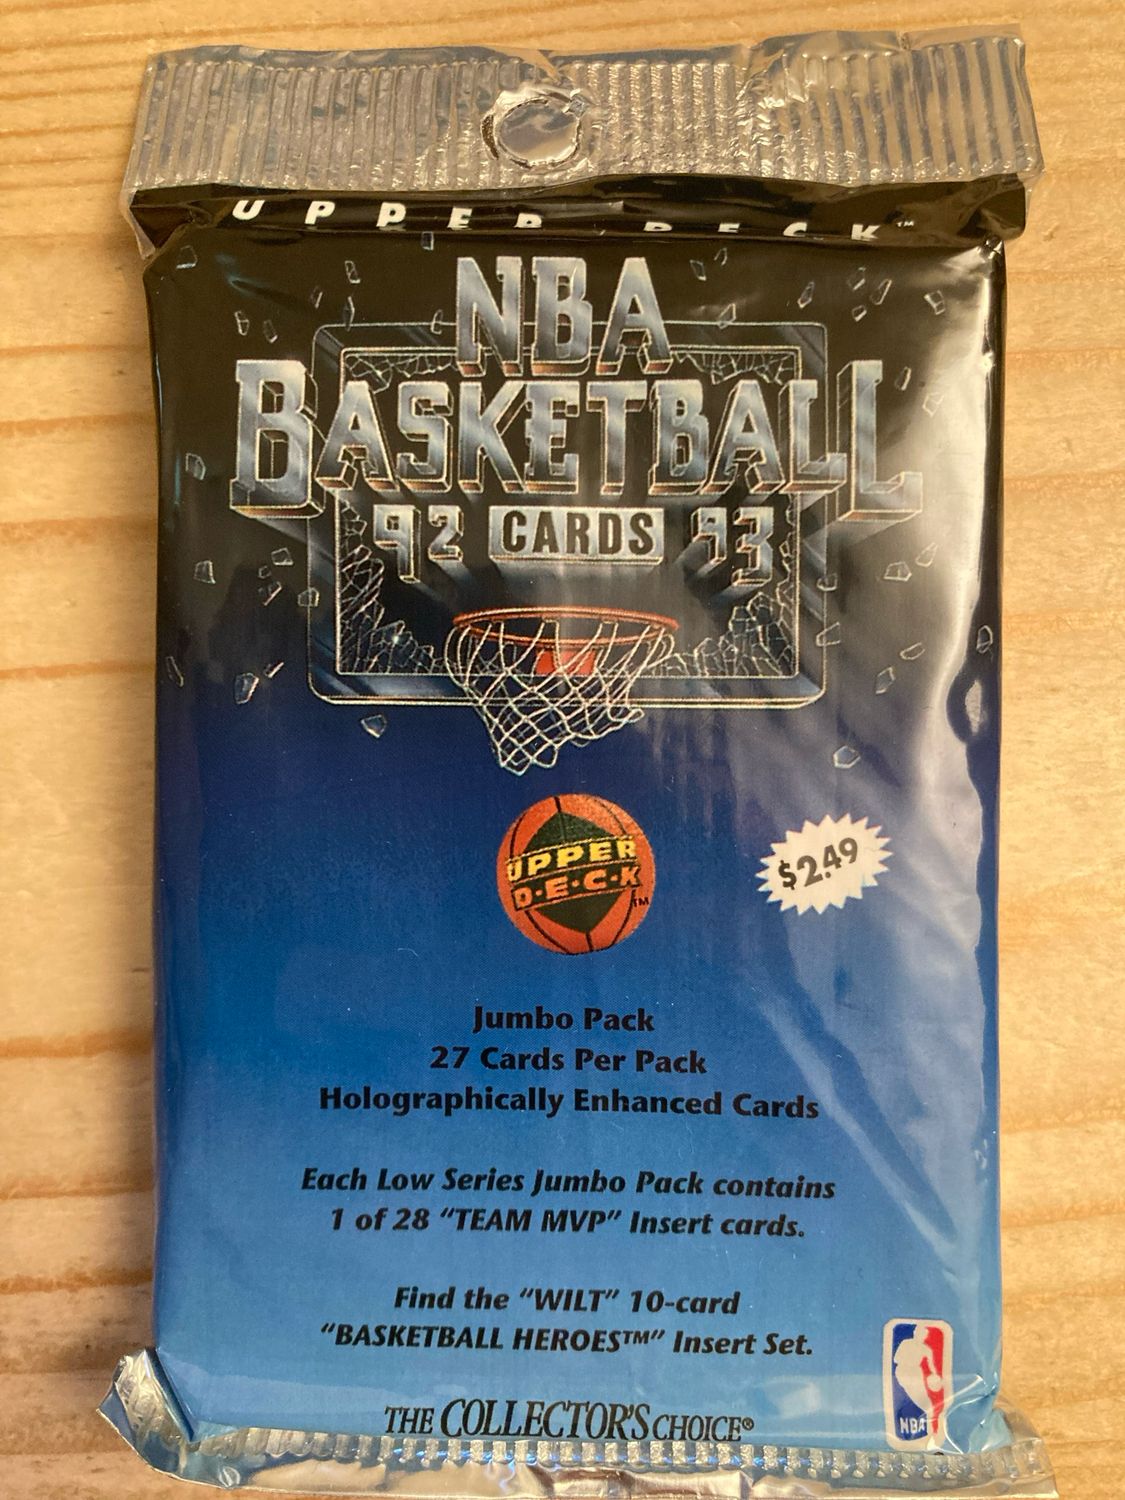 UPPER DECK™
NBA
BASKETBALL
92 CARDS 93
UPPER
D·E·C·K
TM
$2.49
Jumbo Pack
27 Cards Per Pack
Holographically Enhanced Cards
Each Low Series Jumbo Pack contains
1 of 28 "TEAM MVP" Insert cards.
Find the "WILT" 10-card
"BASKETBALL HEROES™" Insert Set.
THE COLLECTOR'S CHOICE®
NBA